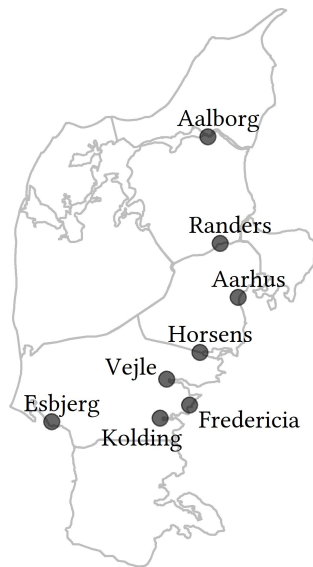 Aalborg
Randers
Aarhus
Horsens
Vejle
Esbjerg
Fredericia
Kolding